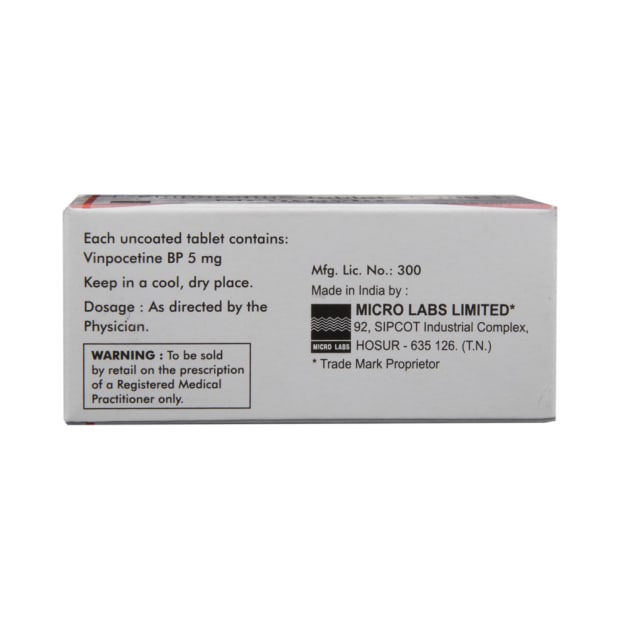 Each uncoated tablet contains:
Vinpocetine BP 5 mg
Keep in a cool, dry place.
Dosage : As directed by the
Physician.
WARNING : To be sold
by retail on the prescription
of a Registered Medical
Practitioner only.
Mfg. Lic. No.: 300
Made in India by :
MICRO LABS LIMITED*
92, SIPCOT Industrial Complex,
HOSUR - 635 126. (T.N.)
MICRO LABS
* Trade Mark Proprietor